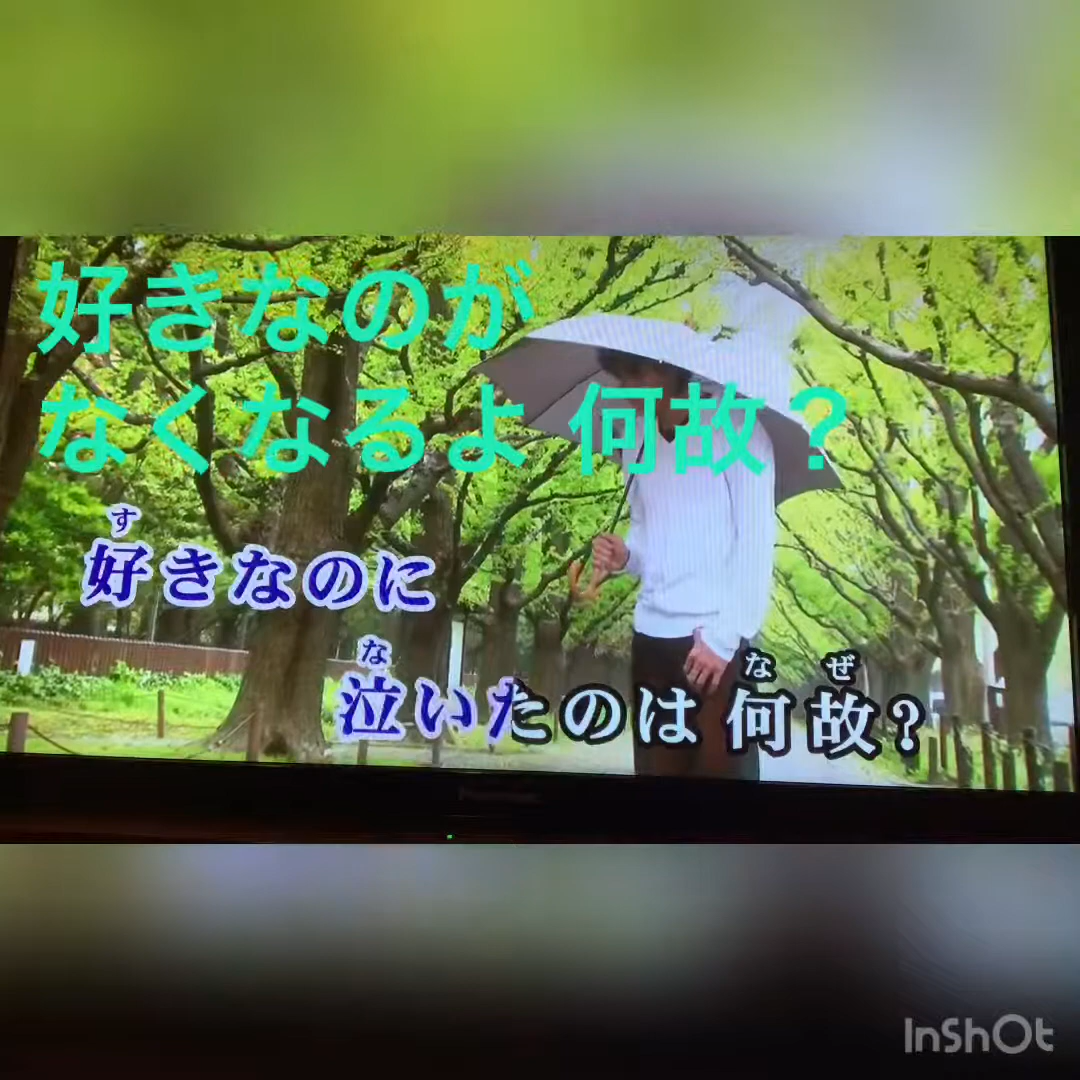 好きなのが
なくなるよ 何故？
す
好きなのに
な
泣いたのは 何故?
なぜ
InShOt